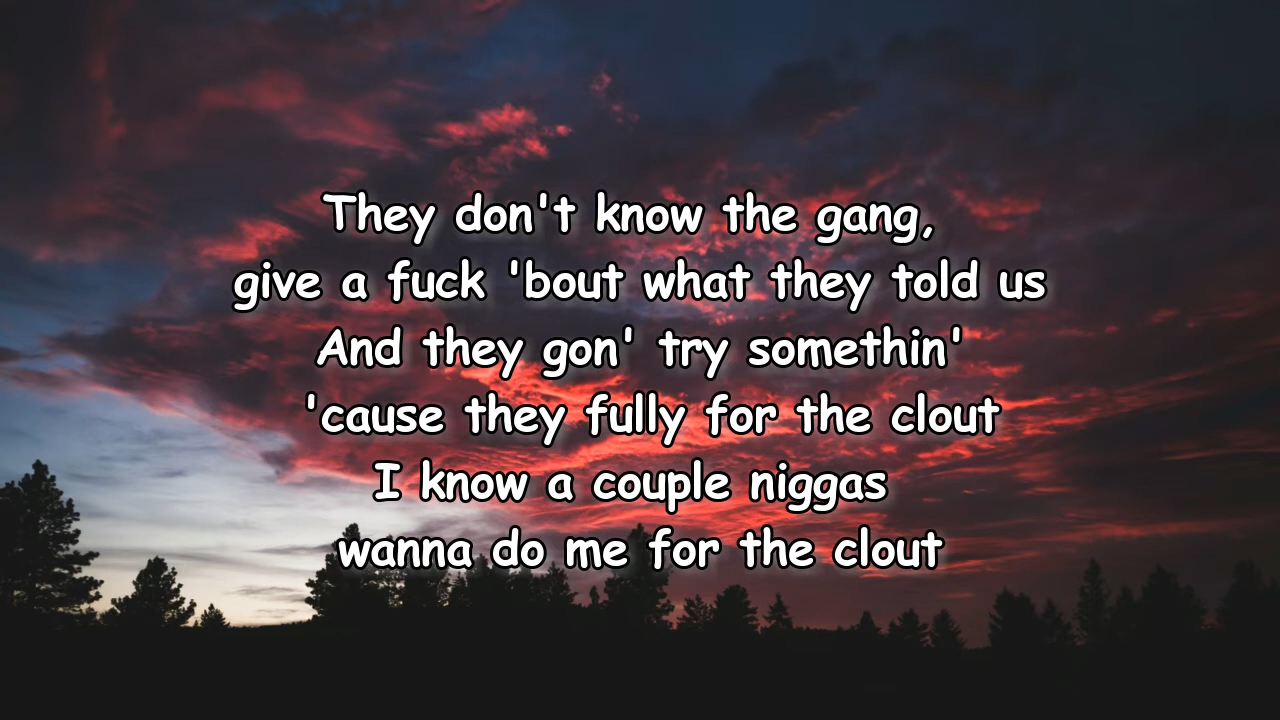 They don't know the gang,
give a fuck 'bout what they told us
And they gon' try somethin'
'cause they fully for the clout
I know a couple niggas
wanna do me for the clout